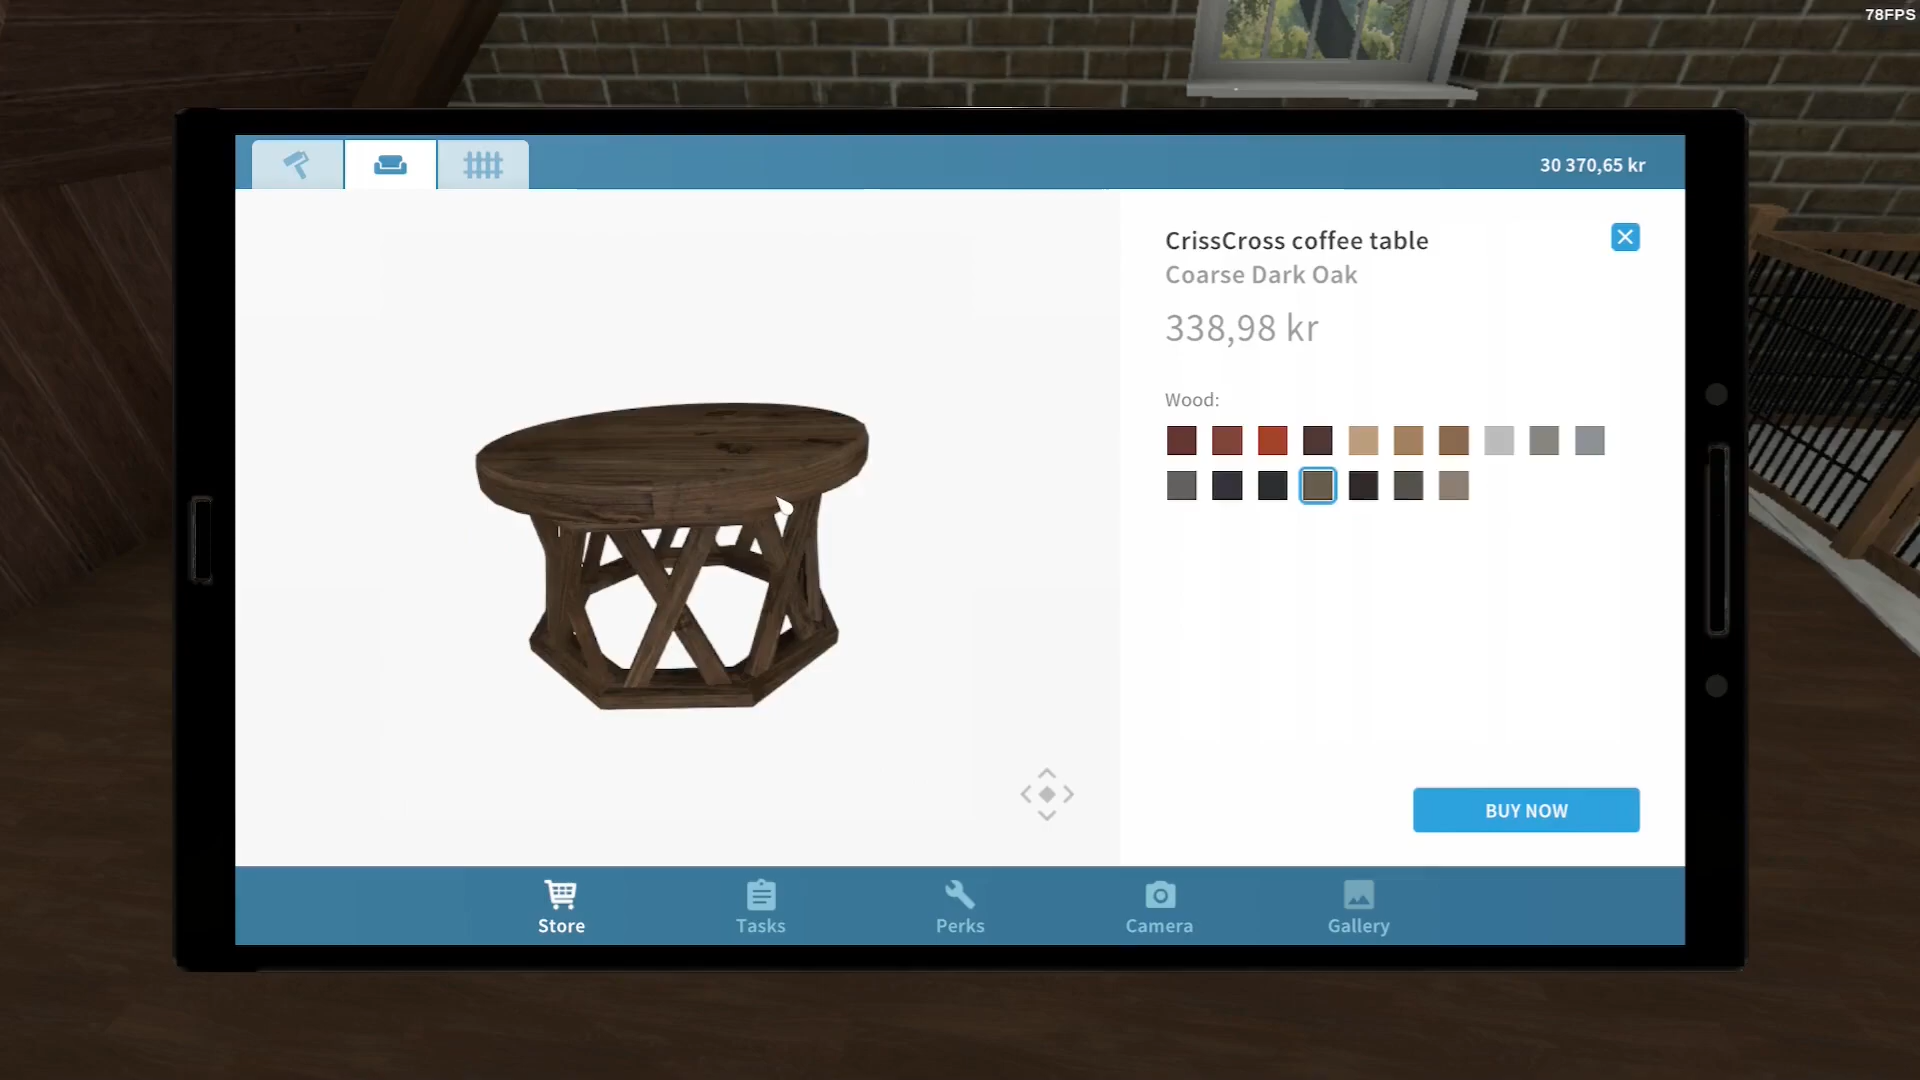 78FPS
30 370,65 kr
CrissCross coffee table
Coarse Dark Oak
338,98 kr
Wood:
BUY NOW
Store
Tasks
Perks
Camera
Gallery